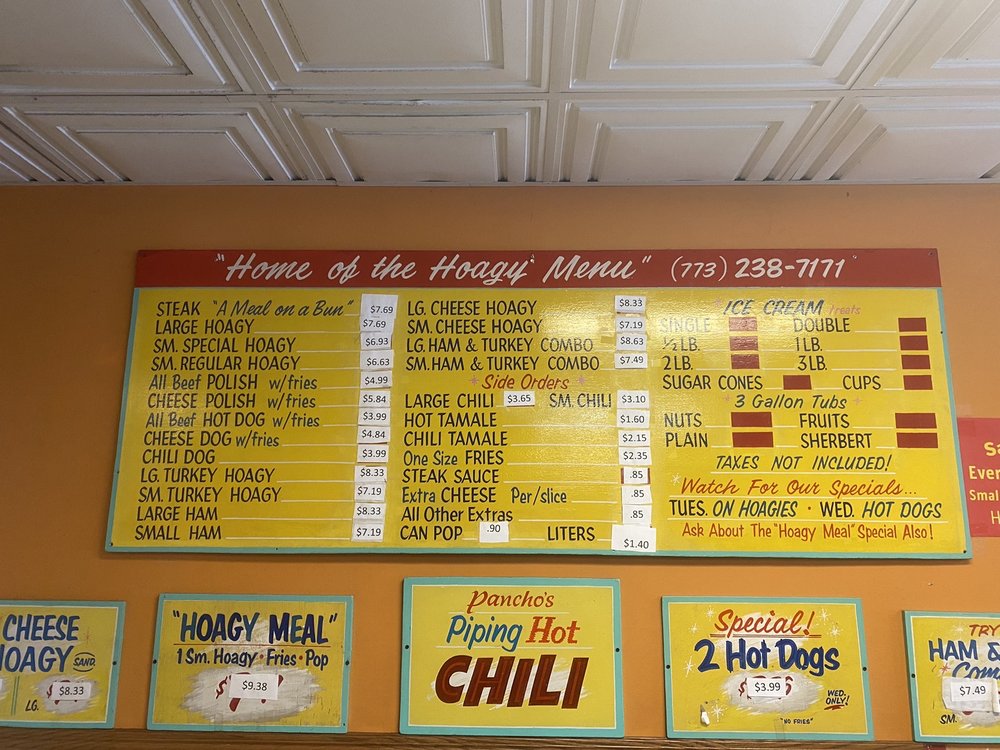 "Home of the Hoagy" Menu" (773) 238-7171
STEAK "A Meal on a Bun" $7.69
LARGE HOAGY $7.69
SM. SPECIAL HOAGY $6.93
SM. REGULAR HOAGY $6.63
All Beef POLISH w/fries $4.99
CHEESE POLISH w/fries $5.84
All Beef HOT DOG w/fries $3.99
CHEESE DOG w/fries $4.84
CHILI DOG $3.99
LG. TURKEY HOAGY $8.33
SM. TURKEY HOAGY $7.19
LARGE HAM $8.33
SMALL HAM $7.19
LG. CHEESE HOAGY $8.33
SM. CHEESE HOAGY $7.19
LG. HAM & TURKEY COMBO $8.63
SM. HAM & TURKEY COMBO $7.49
Side Orders
LARGE CHILI $3.65 SM. CHILI $3.10
HOT TAMALE $1.60
CHILI TAMALE $2.15
One Size FRIES $2.35
STEAK SAUCE .85
Extra CHEESE Per/slice .85
All Other Extras .85
CAN POP .90 LITERS $1.40
ICE CREAM Treats
SINGLE DOUBLE
½ LB. 1 LB.
2 LB. 3 LB.
SUGAR CONES CUPS
3 Gallon Tubs
NUTS FRUITS
PLAIN SHERBERT
TAXES NOT INCLUDED!
Watch For Our Specials...
TUES. ON HOAGIES · WED. HOT DOGS
Ask About The "Hoagy Meal" Special Also!
Sa
Ever
Smal
H
CHEESE
HOAGY SAND.
LG. $8.33
"HOAGY MEAL"
1 Sm. Hoagy · Fries · Pop
$9.38
Pancho's
Piping Hot
CHILI
Special!
2 Hot Dogs
$3.99 WED. ONLY!
"NO FRIES"
TRY
HAM &
Com
SM. $7.49